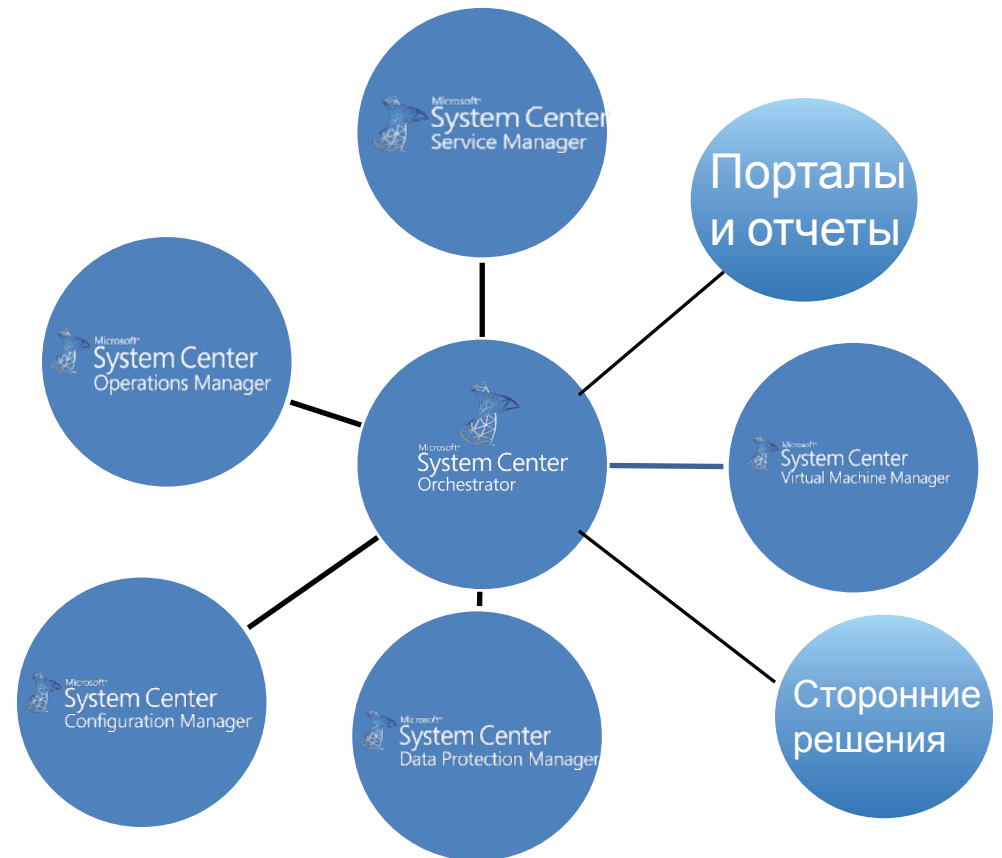 Microsoft®
System Center
Service Manager
Порталы
и отчеты
Microsoft®
System Center
Operations Manager
Microsoft®
System Center
Orchestrator
Microsoft®
System Center
Virtual Machine Manager
Microsoft®
System Center
Configuration Manager
Microsoft®
System Center
Data Protection Manager
Сторонние
решения